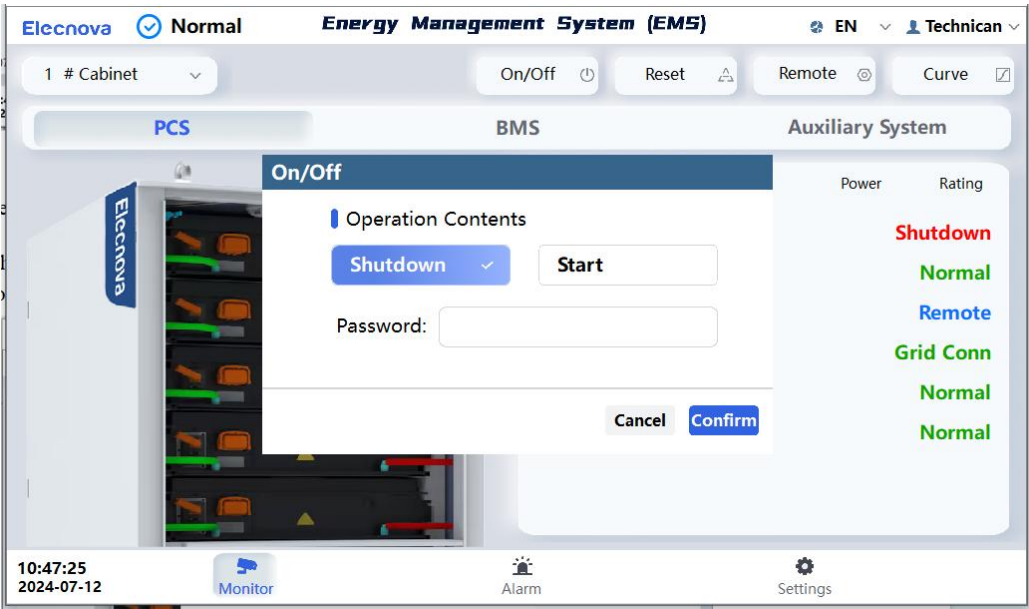 Elecnova Normal Energy Management System (EMS) EN Technican
1 # Cabinet On/Off Reset Remote Curve
PCS BMS Auxiliary System
On/Off
Power Rating
Elecnova
Operation Contents
Shutdown
Shutdown Start
Normal
Remote
Password:
Grid Conn
Normal
Cancel Confirm
Normal
10:47:25
2024-07-12
Monitor Alarm Settings